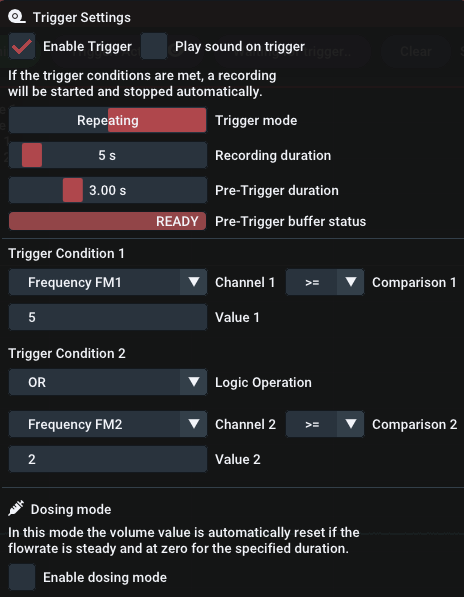 Trigger Settings
Enable Trigger Play sound on trigger
Clear
If the trigger conditions are met, a recording
will be started and stopped automatically.
Repeating Trigger mode
5 s Recording duration
3.00 s Pre-Trigger duration
READY Pre-Trigger buffer status
Trigger Condition 1
Frequency FM1 Channel 1 >= Comparison 1
5 Value 1
Trigger Condition 2
OR Logic Operation
Frequency FM2 Channel 2 >= Comparison 2
2 Value 2
Dosing mode
In this mode the volume value is automatically reset if the
flowrate is steady and at zero for the specified duration.
Enable dosing mode